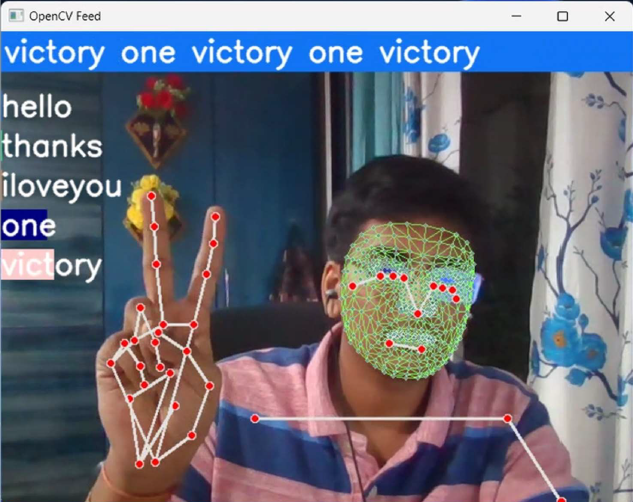 OpenCV Feed
victory one victory one victory
hello
thanks
iloveyou
one
victory